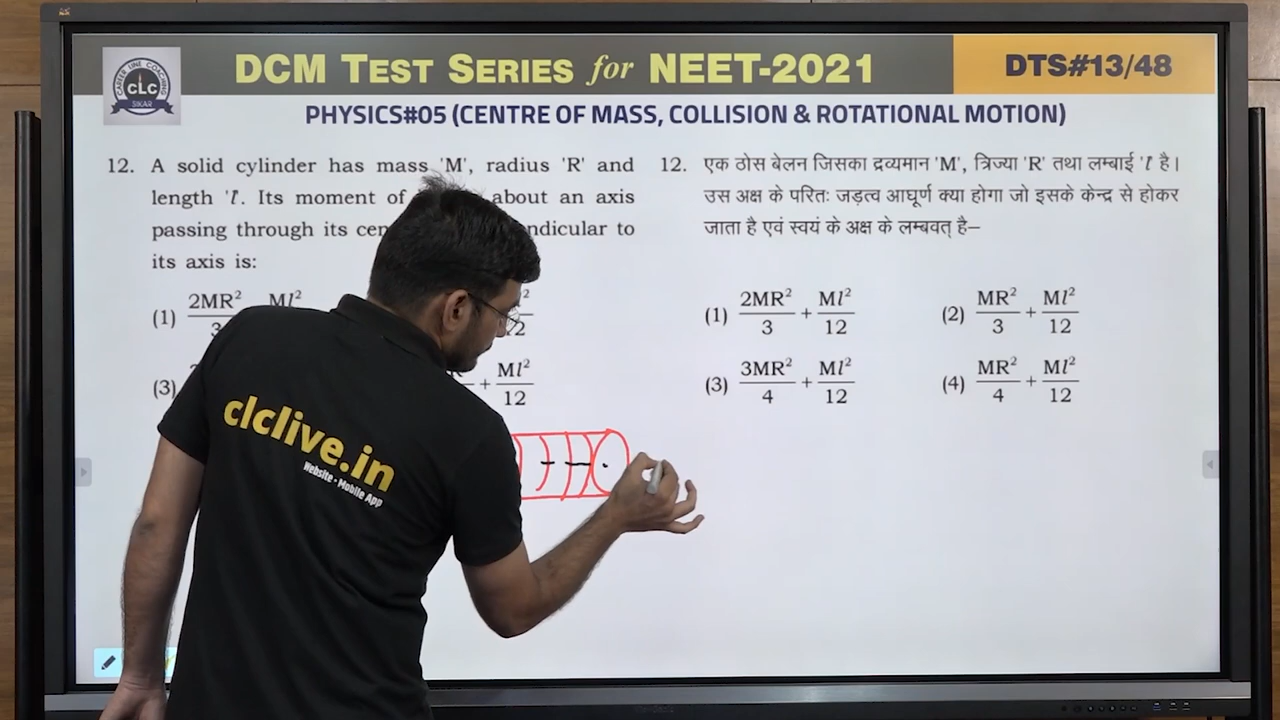 DCM TEST SERIES for NEET-2021
DTS#13/48
CAREER LINE COACHING
CLC
SIKAR
PHYSICS#05 (CENTRE OF MASS, COLLISION & ROTATIONAL MOTION)
12. A solid cylinder has mass 'M', radius 'R' and
length 'l'. Its moment of about an axis
passing through its to
its axis is:
(1) 2MR²/ Ml²
(3) + Ml²/12
12. एक ठोस बेलन जिसका द्रव्यमान 'M', त्रिज्या 'R' तथा लम्बाई 'l' है।
उस अक्ष के परितः जड़त्व आघूर्ण क्या होगा जो इसके केन्द्र से होकर
जाता है एवं स्वयं के अक्ष के लम्बवत् है–
(1) 2MR²/3 + Ml²/12 (2) MR²/3 + Ml²/12
(3) 3MR²/4 + Ml²/12 (4) MR²/4 + Ml²/12
clclive.in
Website - Mobile App